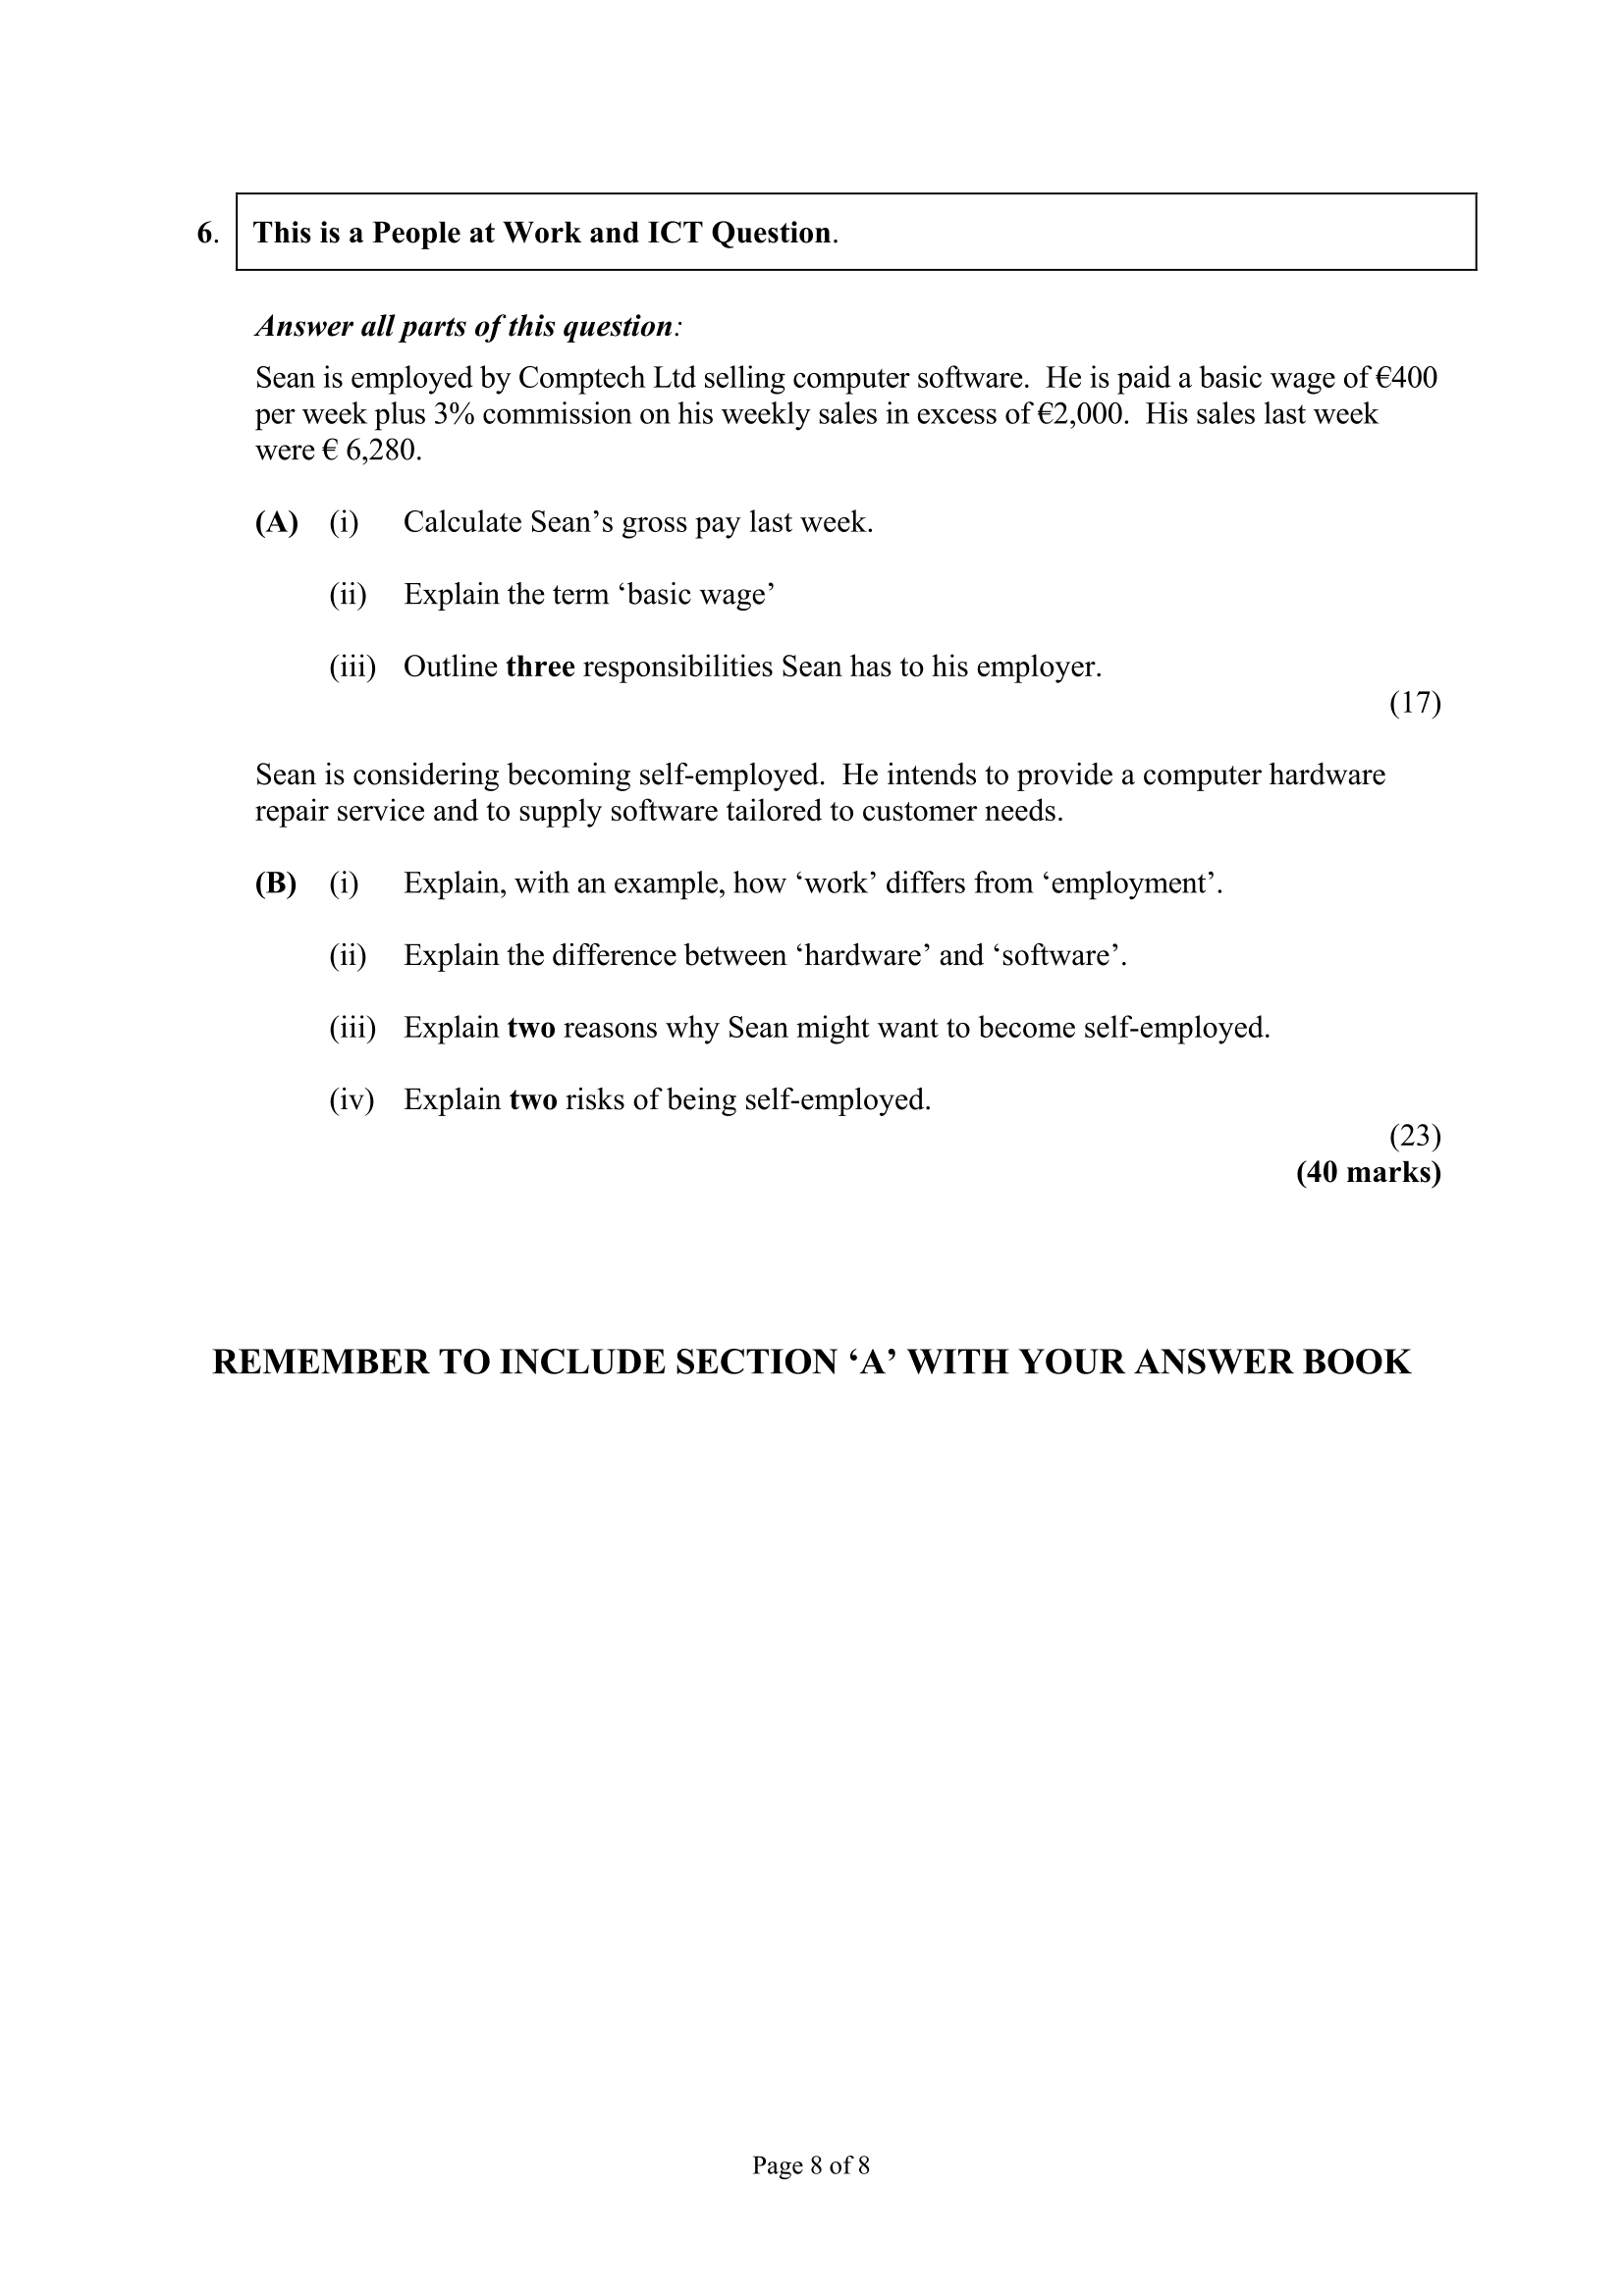 6. This is a People at Work and ICT Question.
Answer all parts of this question:
Sean is employed by Comptech Ltd selling computer software.  He is paid a basic wage of €400
per week plus 3% commission on his weekly sales in excess of €2,000.  His sales last week
were € 6,280.
(A) (i) Calculate Sean’s gross pay last week.
(ii) Explain the term ‘basic wage’
(iii) Outline three responsibilities Sean has to his employer.
(17)
Sean is considering becoming self-employed.  He intends to provide a computer hardware
repair service and to supply software tailored to customer needs.
(B) (i) Explain, with an example, how ‘work’ differs from ‘employment’.
(ii) Explain the difference between ‘hardware’ and ‘software’.
(iii) Explain two reasons why Sean might want to become self-employed.
(iv) Explain two risks of being self-employed.
(23)
(40 marks)
REMEMBER TO INCLUDE SECTION ‘A’ WITH YOUR ANSWER BOOK
Page 8 of 8